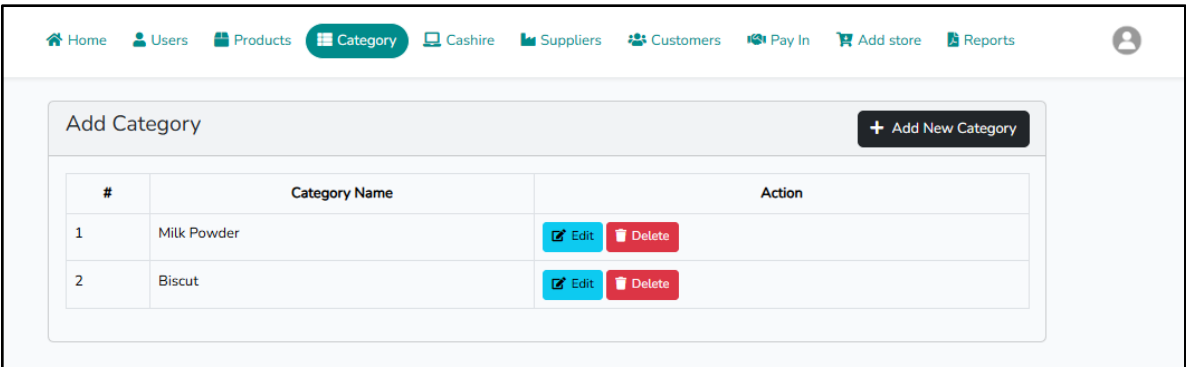 Home Users Products Category Cashire Suppliers Customers Pay In Add store Reports
Add Category
+ Add New Category
# Category Name Action
1 Milk Powder Edit Delete
2 Biscut Edit Delete